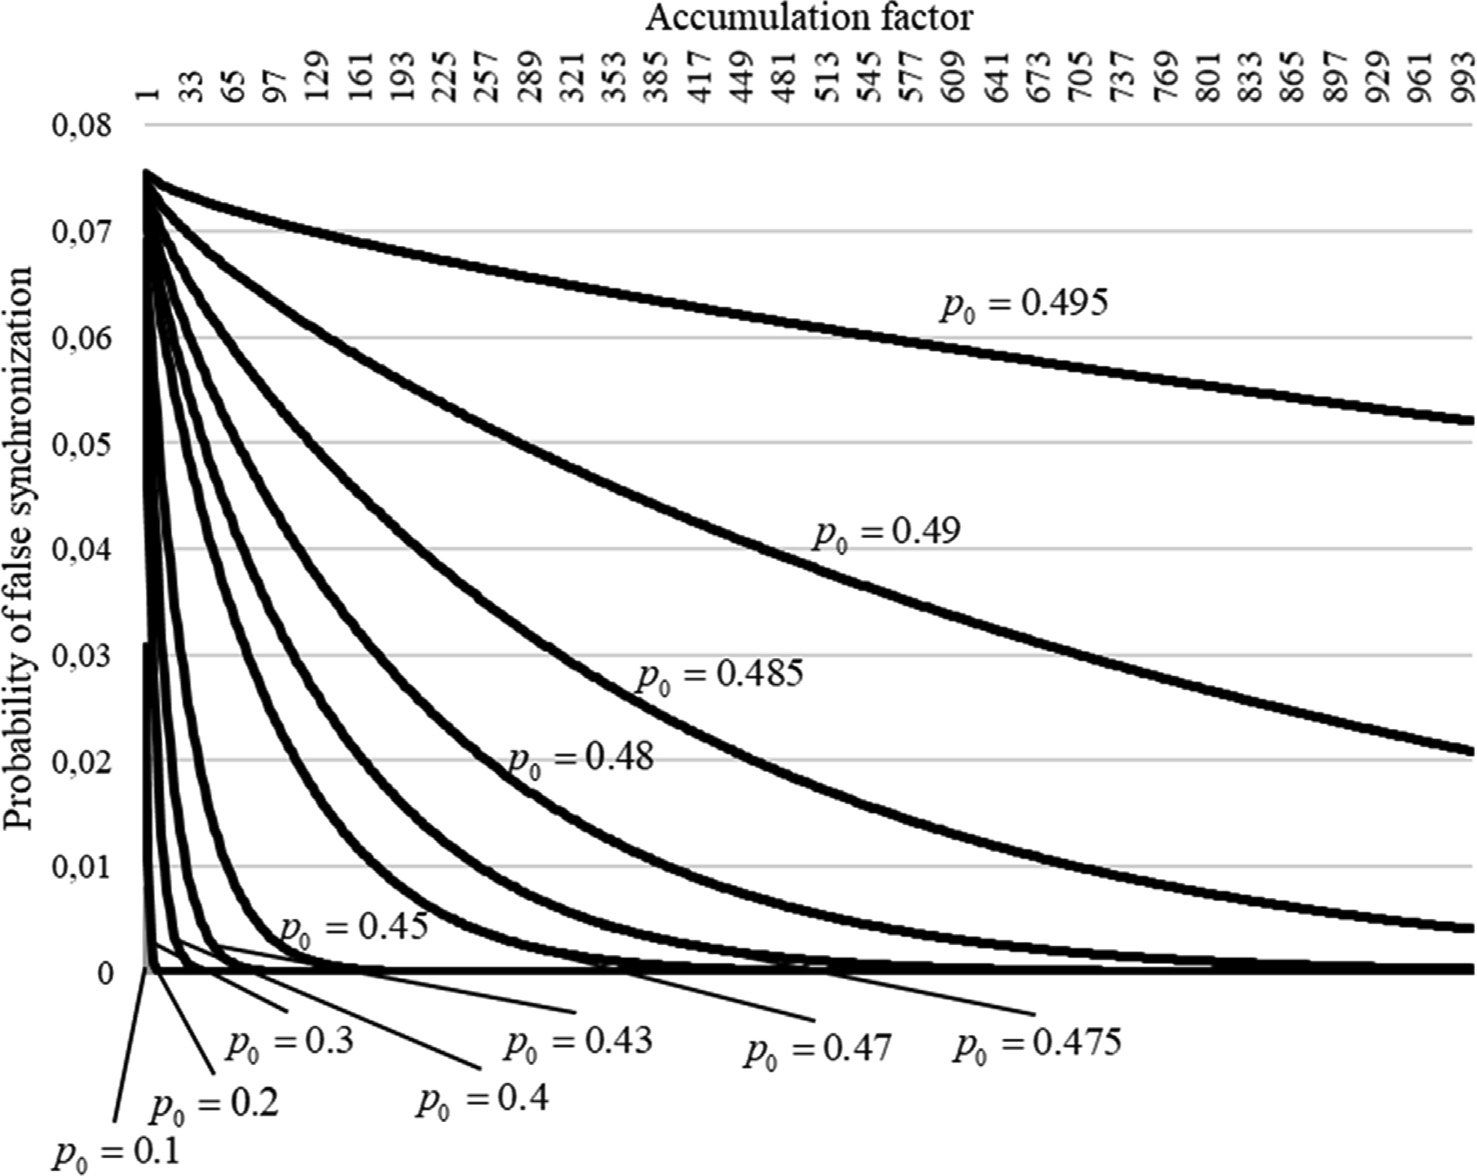 Accumulation factor
1 33 65 97 129 161 193 225 257 289 321 353 385 417 449 481 513 545 577 609 641 673 705 737 769 801 833 865 897 929 961 993
Probability of false synchronization
0,08
0,07
0,06
0,05
0,04
0,03
0,02
0,01
0
p₀ = 0.495
p₀ = 0.49
p₀ = 0.485
p₀ = 0.48
p₀ = 0.45
p₀ = 0.3
p₀ = 0.43
p₀ = 0.47
p₀ = 0.475
p₀ = 0.2
p₀ = 0.4
p₀ = 0.1